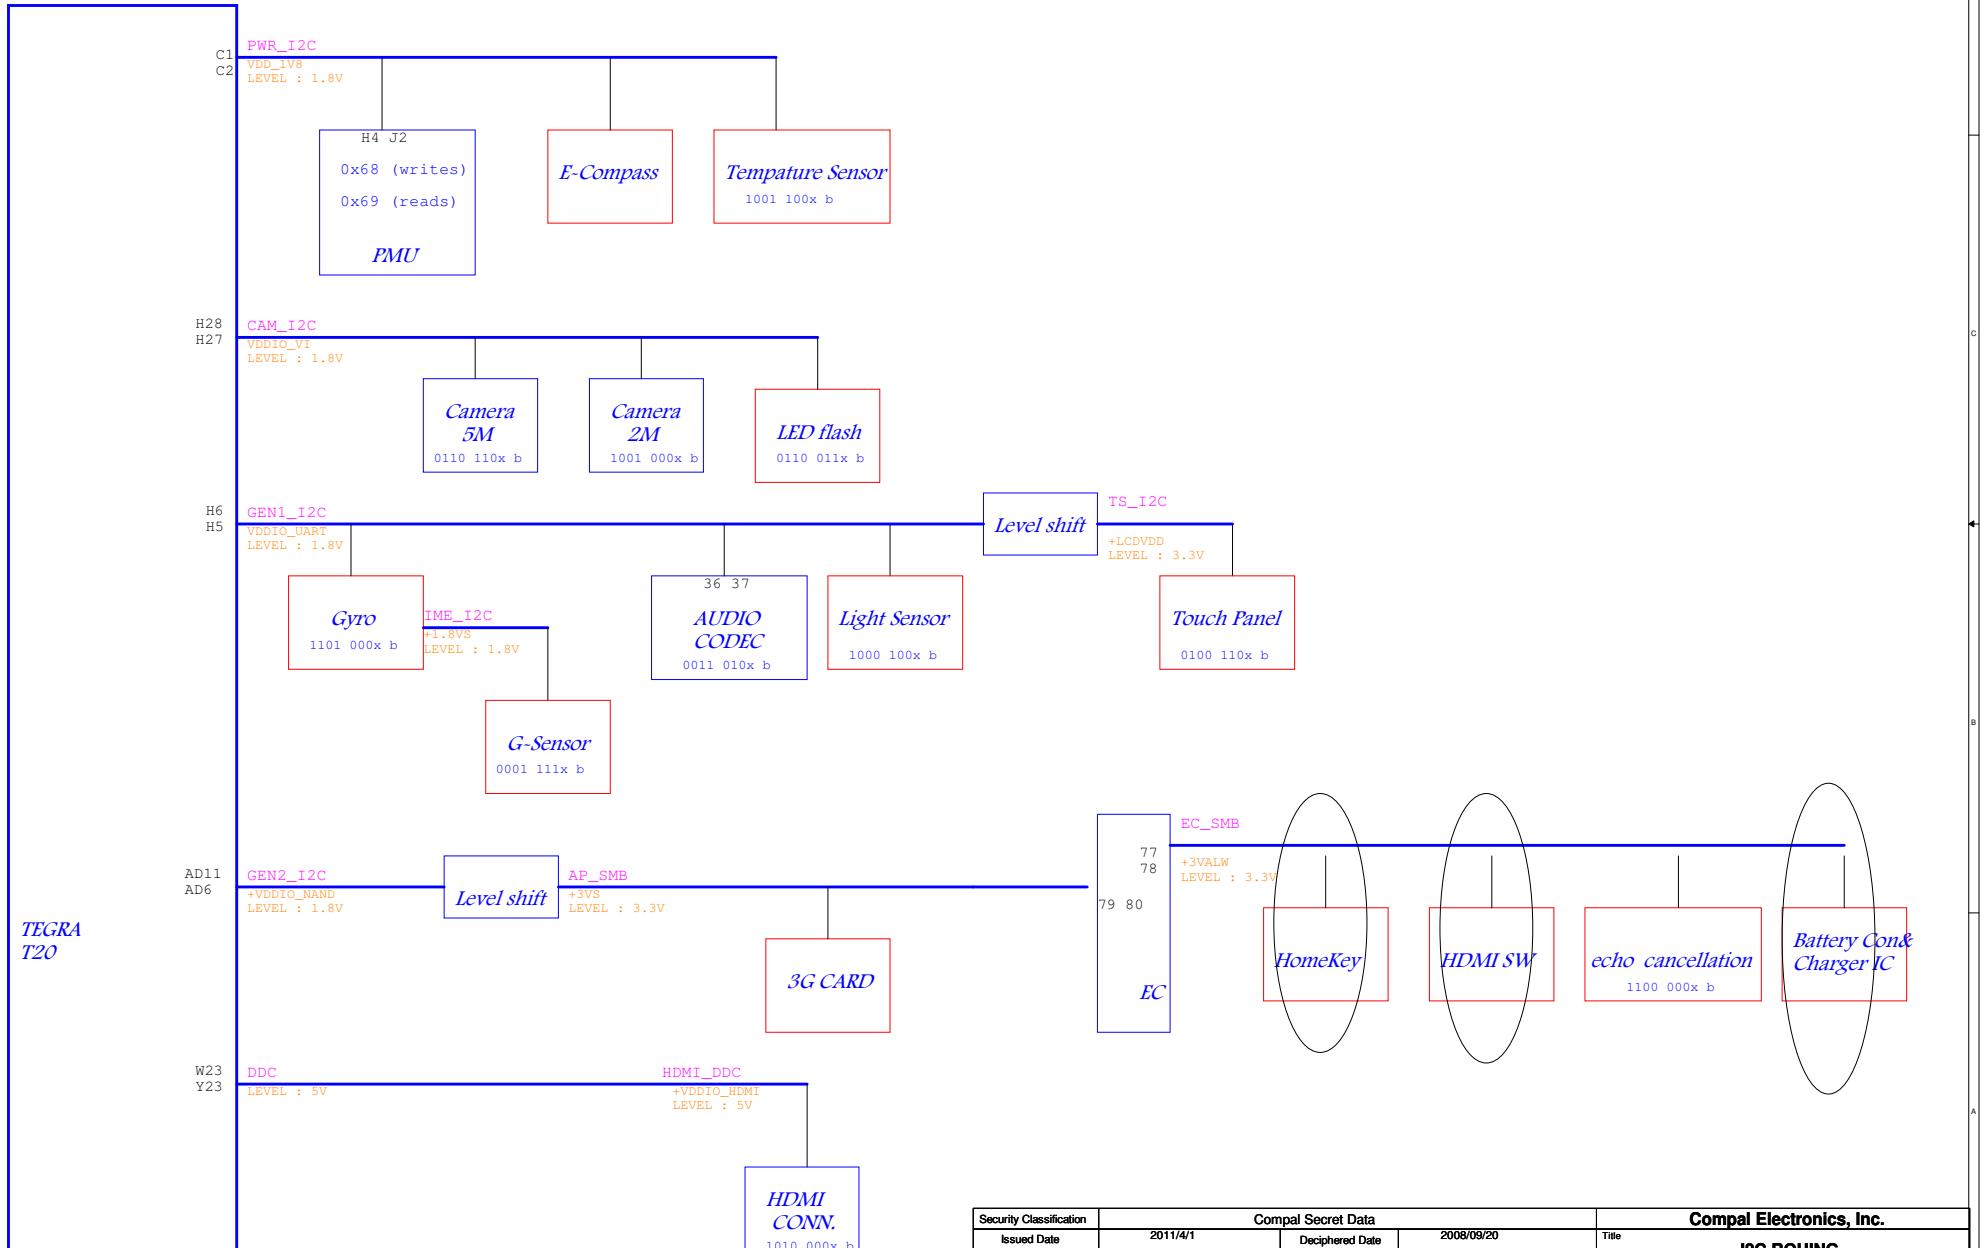 C1
C2
PWR_I2C
VDD_1V8
LEVEL : 1.8V
H4 J2
0x68 (writes)
0x69 (reads)
PMU
E-Compass
Tempature Sensor
1001 100x b
H28
H27
CAM_I2C
VDDIO_VI
LEVEL : 1.8V
Camera
5M
0110 110x b
Camera
2M
1001 000x b
LED flash
0110 011x b
C
H6
H5
GEN1_I2C
VDDIO_UART
LEVEL : 1.8V
Level shift
TS_I2C
+LCDVDD
LEVEL : 3.3V
Gyro
1101 000x b
IME_I2C
+1.8VS
LEVEL : 1.8V
36 37
AUDIO
CODEC
0011 010x b
Light Sensor
1000 100x b
Touch Panel
0100 110x b
G-Sensor
0001 111x b
B
AD11
AD6
GEN2_I2C
+VDDIO_NAND
LEVEL : 1.8V
Level shift
AP_SMB
+3VS
LEVEL : 3.3V
3G CARD
77
78
79 80
EC
EC_SMB
+3VALW
LEVEL : 3.3V
HomeKey
HDMI SW
echo cancellation
1100 000x b
Battery Con&
Charger IC
TEGRA
T20
W23
Y23
DDC
LEVEL : 5V
HDMI_DDC
+VDDIO_HDMI
LEVEL : 5V
A
HDMI
CONN.
1010 000x b
Security Classification
Compal Secret Data
Compal Electronics, Inc.
Issued Date
2011/4/1
Deciphered Date
2008/09/20
Title